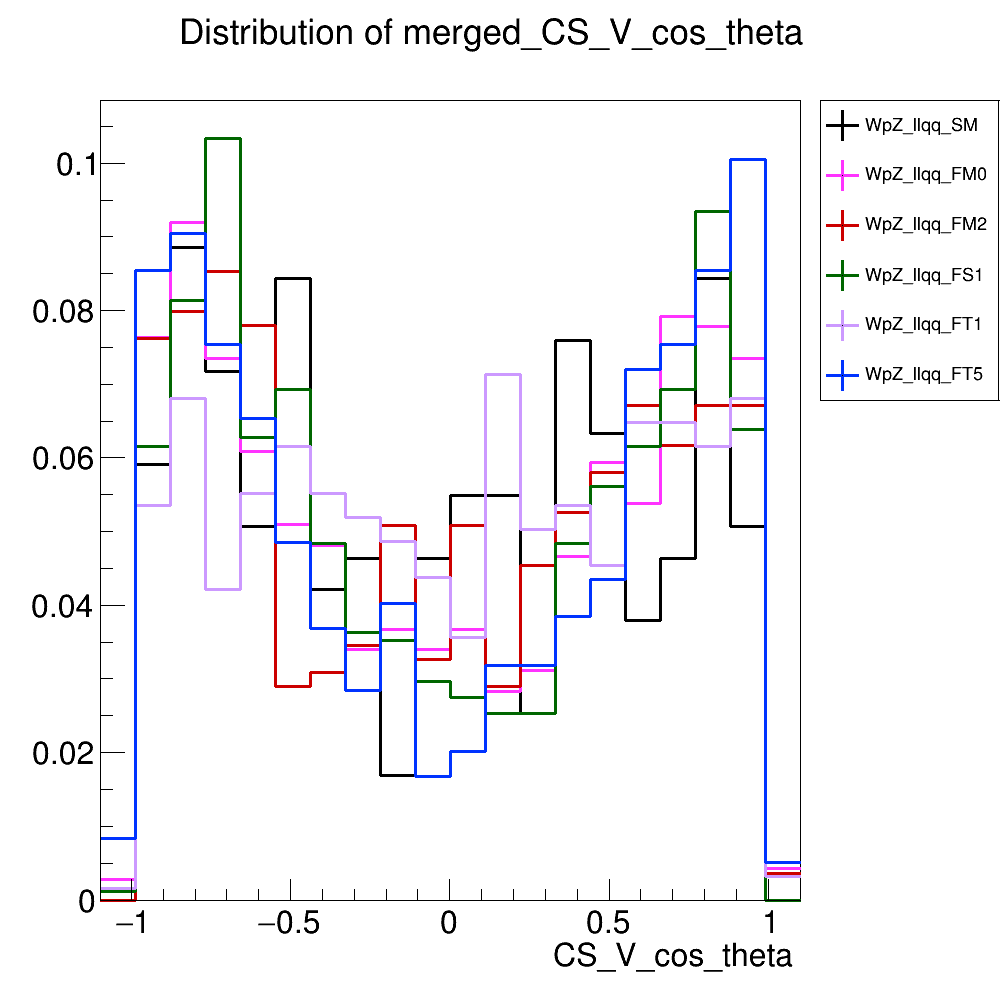 Distribution of merged_CS_V_cos_theta
WpZ_llqq_SM
WpZ_llqq_FM0
WpZ_llqq_FM2
WpZ_llqq_FS1
WpZ_llqq_FT1
WpZ_llqq_FT5
0.1
0.08
0.06
0.04
0.02
0
−1 −0.5 0 0.5 1
CS_V_cos_theta